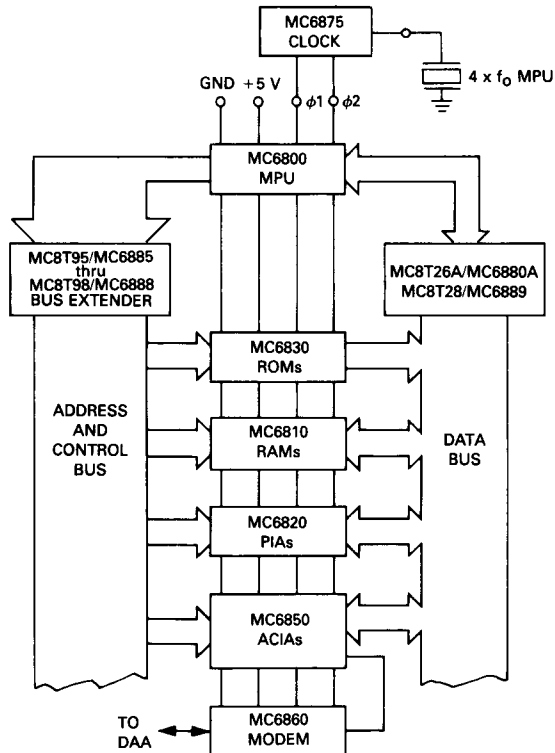 MC6875
CLOCK
4 x fo MPU
GND +5 V ϕ1 ϕ2
MC6800
MPU
MC8T95/MC6885
thru
MC8T98/MC6888
BUS EXTENDER
MC8T26A/MC6880A
MC8T28/MC6889
MC6830
ROMs
ADDRESS
AND
CONTROL
BUS
MC6810
RAMs
DATA
BUS
MC6820
PIAs
MC6850
ACIAs
TO
DAA
MC6860
MODEM